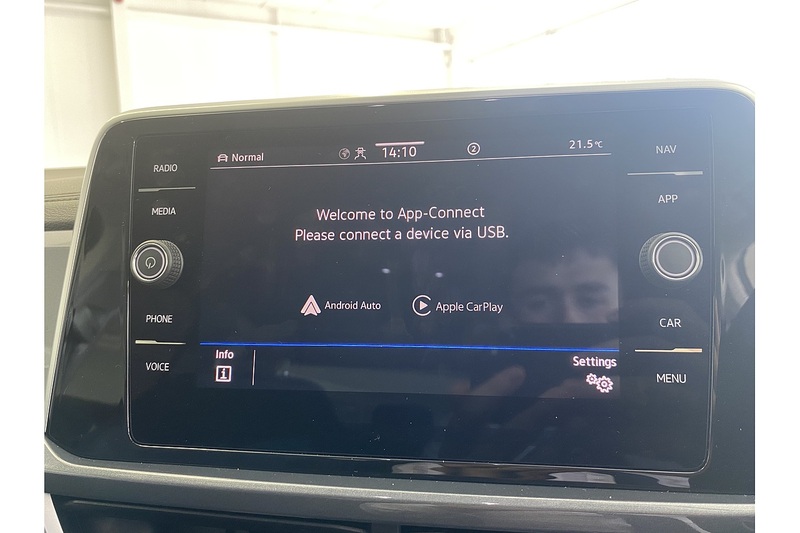 RADIO
MEDIA
PHONE
VOICE
Normal
14:10
2
21.5°C
Welcome to App-Connect
Please connect a device via USB.
Android Auto
Apple CarPlay
Info
i
Settings
NAV
APP
CAR
MENU